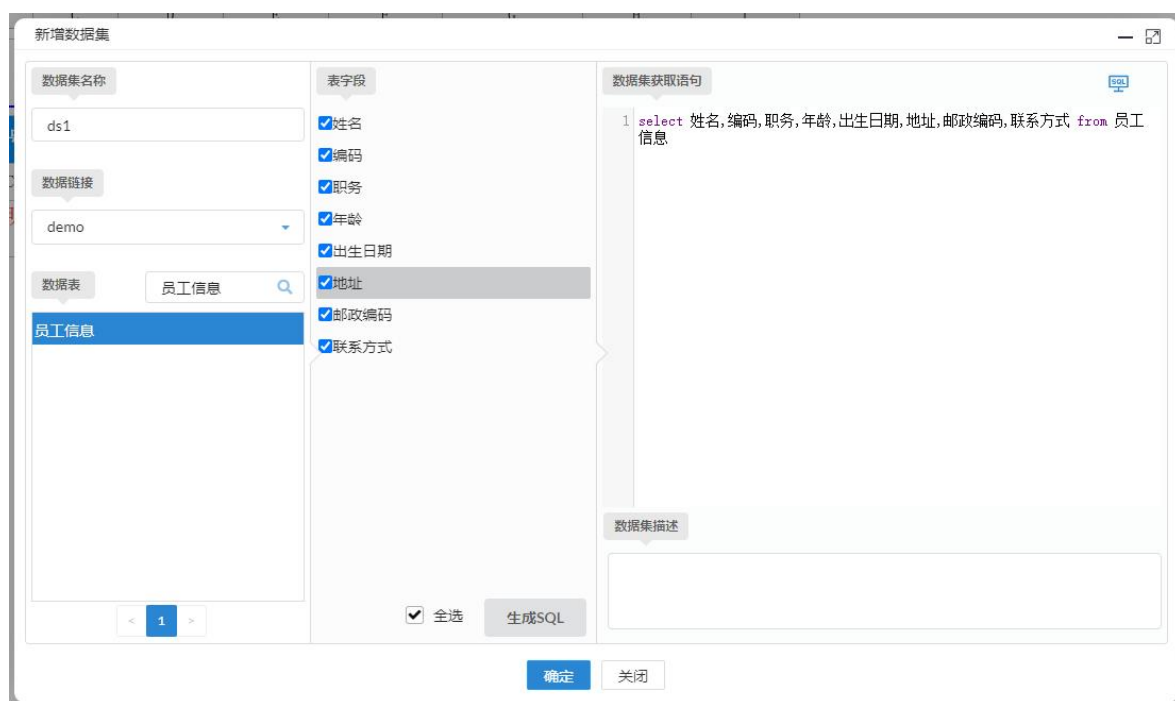 新增数据集
数据集名称
ds1
数据链接
demo
数据表
员工信息
员工信息
< 1 >
表字段
姓名
编码
职务
年龄
出生日期
地址
邮政编码
联系方式
全选
生成SQL
数据集获取语句
SQL
1 select 姓名,编码,职务,年龄,出生日期,地址,邮政编码,联系方式 from 员工
信息
数据集描述
确定
关闭